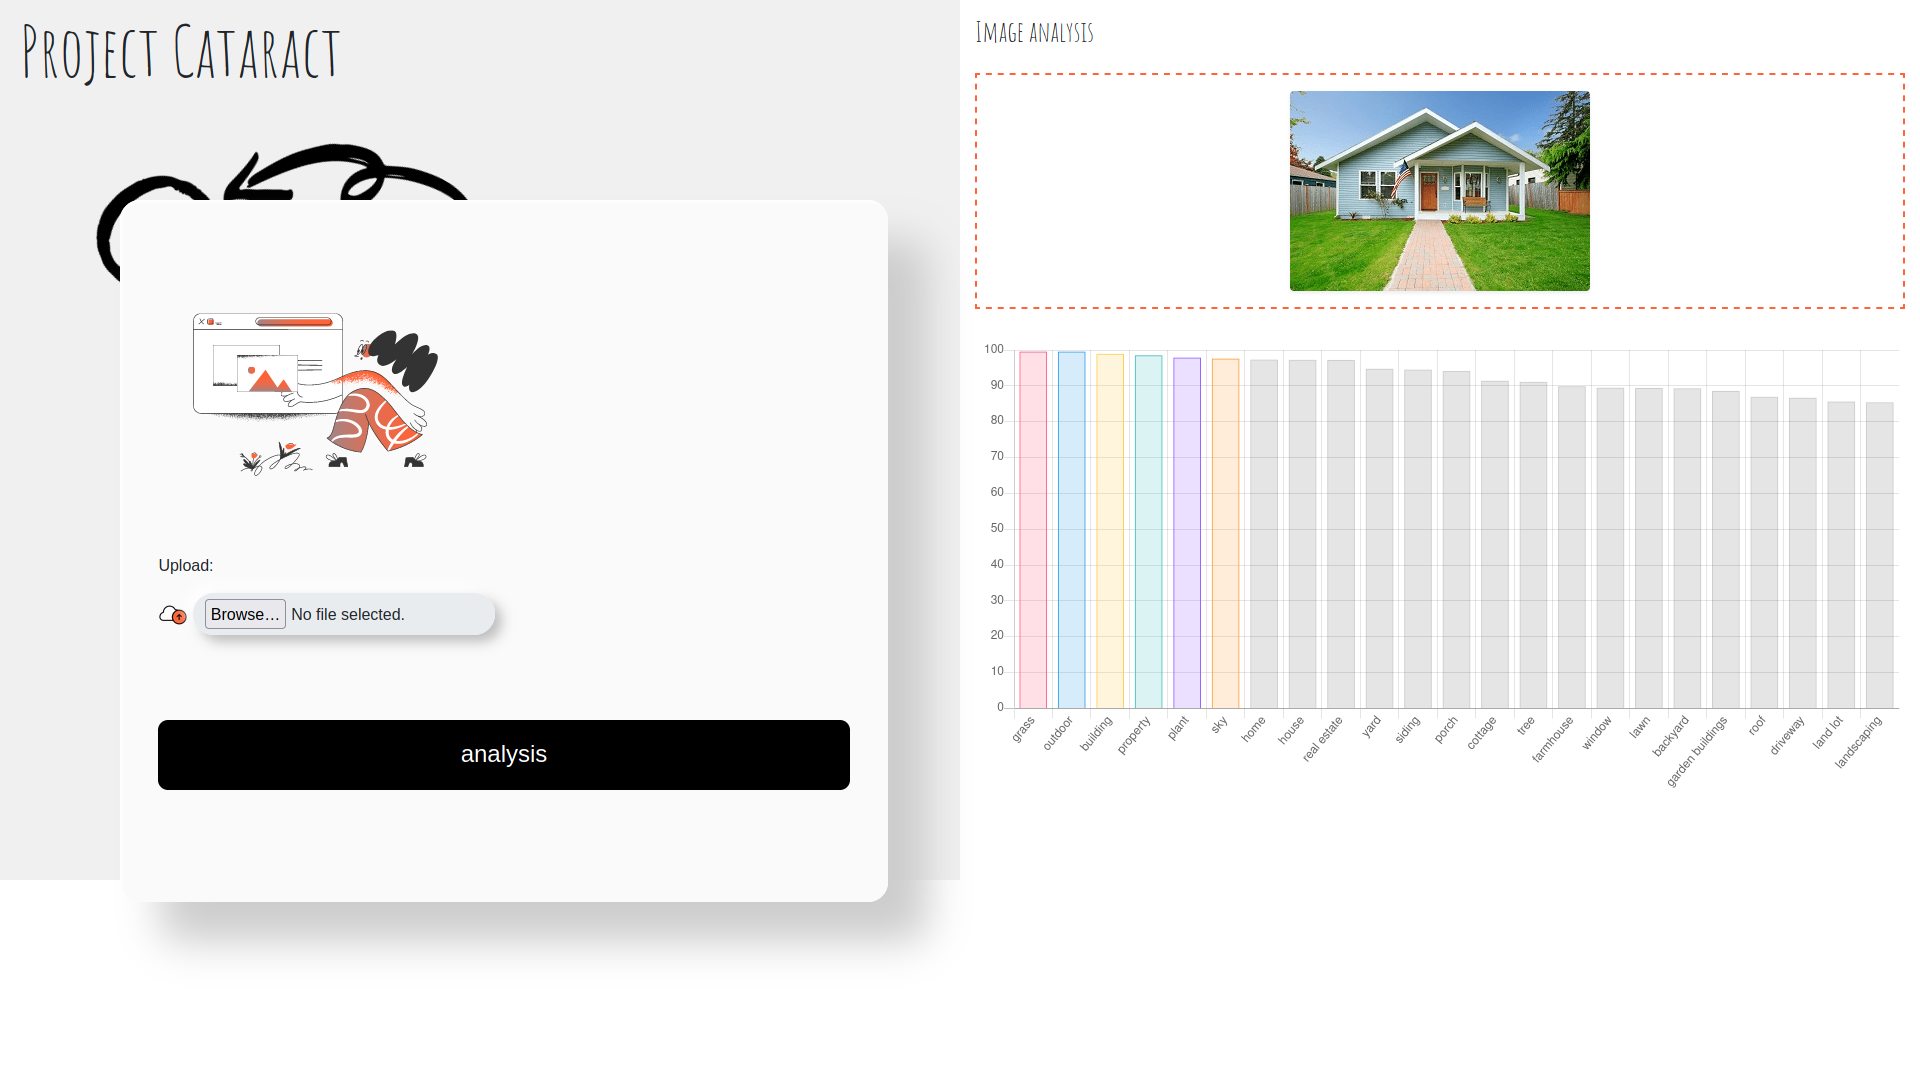 Project Cataract
Upload:
Browse... No file selected.
analysis
Image analysis
100
90
80
70
60
50
40
30
20
10
0
grass
outdoor
building
property
plant
sky
home
house
real estate
yard
siding
porch
cottage
tree
farmhouse
window
lawn
backyard
garden buildings
roof
driveway
land lot
landscaping